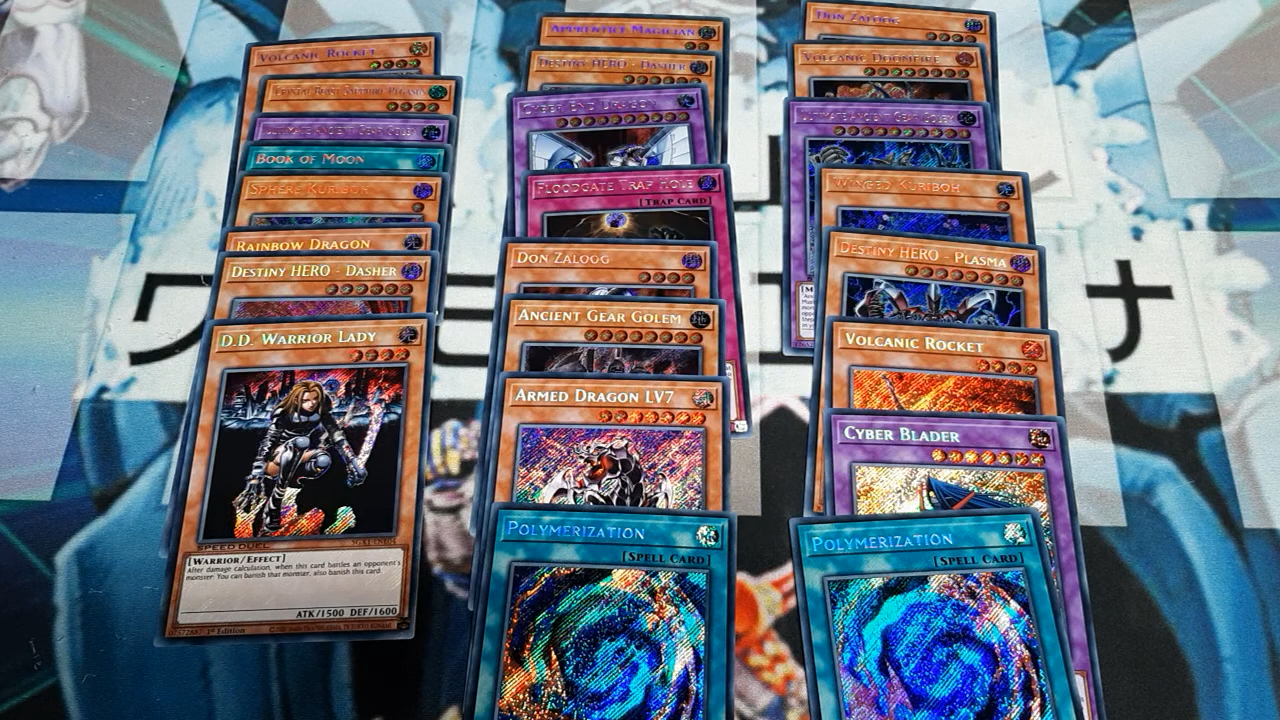 VOLCANIC ROCKET
CRYSTAL BEAST SAPPHIRE PEGASUS
ULTIMATE ANCIENT GEAR GOLEM
BOOK OF MOON
SPHERE KURIBOH
RAINBOW DRAGON
DESTINY HERO - DASHER
D.D. WARRIOR LADY
SPEED DUEL
[WARRIOR/EFFECT]
After damage calculation, when this card battles an opponent's
monster: You can banish that monster, also banish this card.
ATK/1500 DEF/1600
1st Edition
APPRENTICE MAGICIAN
DESTINY HERO - DASHER
CYBER END DRAGON
FLOODGATE TRAP HOLE
[TRAP CARD]
DON ZALOOG
ANCIENT GEAR GOLEM
ARMED DRAGON LV7
POLYMERIZATION
[SPELL CARD]
DON ZALOOG
VOLCANIC DOOMFIRE
ULTIMATE ANCIENT GEAR GOLEM
WINGED KURIBOH
DESTINY HERO - PLASMA
VOLCANIC ROCKET
CYBER BLADER
POLYMERIZATION
[SPELL CARD]